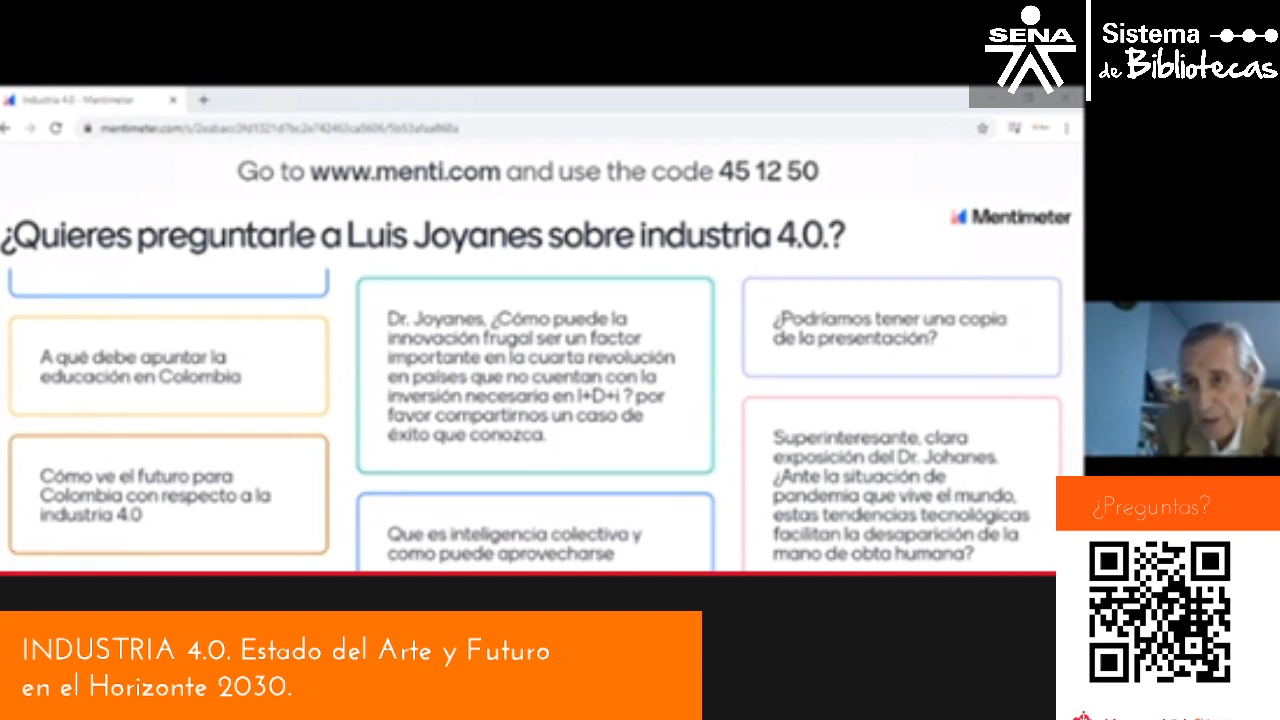 SENA
Sistema
de Bibliotecas
Industria 4.0 - Mentimeter
Go to www.menti.com and use the code 45 12 50
Mentimeter
¿Quieres preguntarle a Luis Joyanes sobre industria 4.0.?
A qué debe apuntar la
educación en Colombia
Cómo ve el futuro para
Colombia con respecto a la
industria 4.0
Dr. Joyanes, ¿Cómo puede la
innovación frugal ser un factor
importante en la cuarta revolución
en países que no cuentan con la
inversión necesaria en I+D+i ? por
favor compartirnos un caso de
éxito que conozca.
Que es inteligencia colectiva y
como puede aprovecharse
¿Podríamos tener una copia
de la presentación?
Superinteresante, clara
exposición del Dr. Johanes.
¿Ante la situación de
pandemia que vive el mundo,
estas tendencias tecnológicas
facilitan la desaparición de la
mano de obta humana?
¿Preguntas?
INDUSTRIA 4.0. Estado del Arte y Futuro
en el Horizonte 2030.